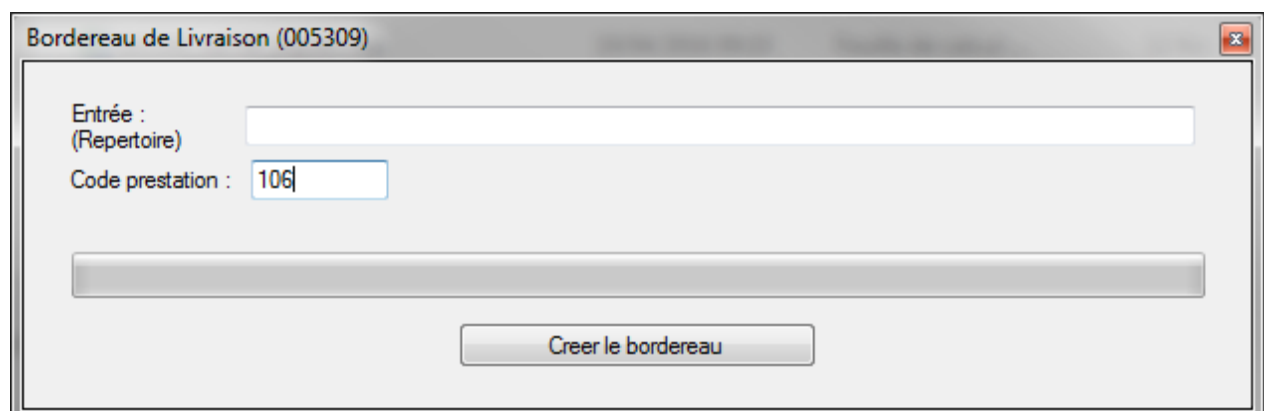 Bordereau de Livraison (005309)
Entrée :
(Repertoire)
Code prestation : 106
Creer le bordereau